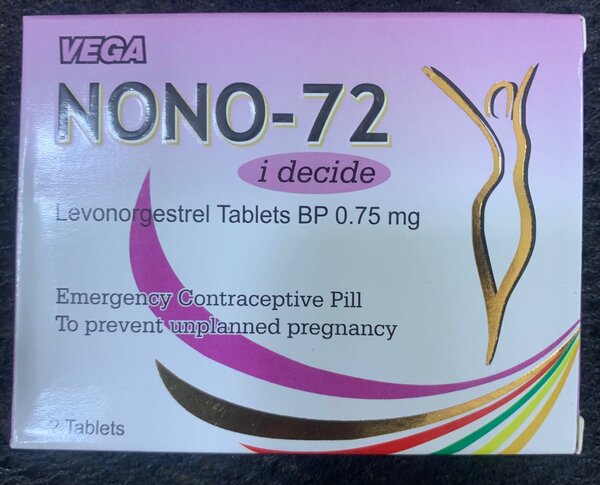 VEGA
NONO-72
i decide
Levonorgestrel Tablets BP 0.75 mg
Emergency Contraceptive Pill
To prevent unplanned pregnancy
2 Tablets